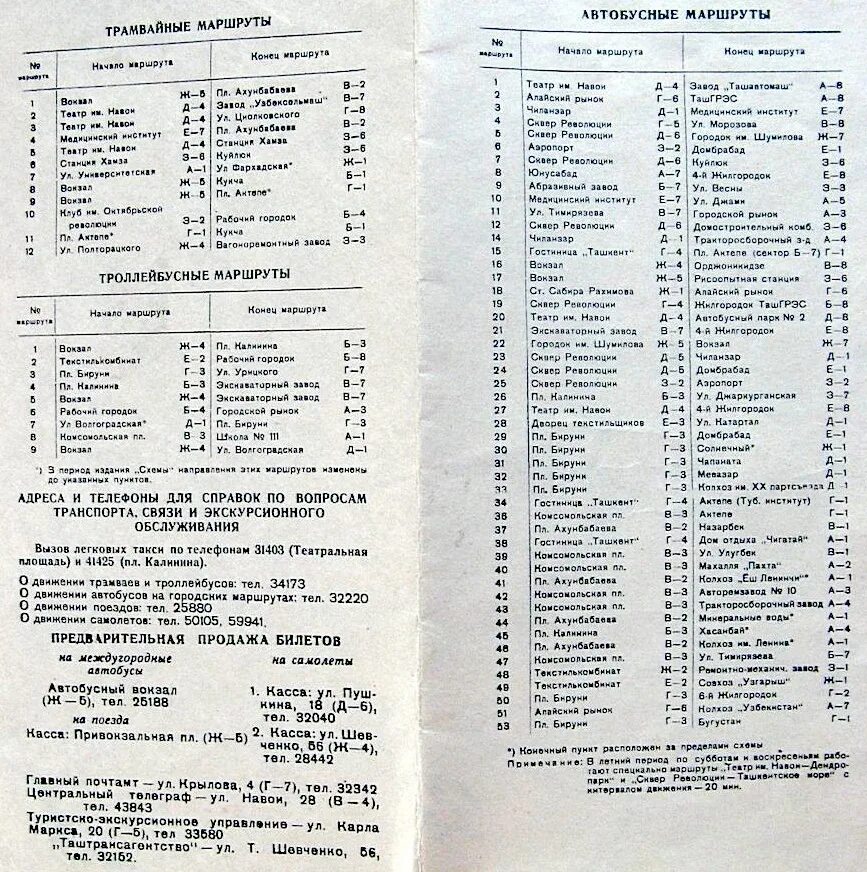 ТРАМВАЙНЫЕ МАРШРУТЫ
№ маршрута Начало маршрута Конец маршрута
1 Вокзал Ж—5 Пл. Ахунбабаева В—2
2 Театр им. Навои Д—4 Завод „Узбексельмаш" В—7
3 Театр им. Навои Д—4 Ул. Циолковского Г—8
4 Медицинский институт Е—7 Пл. Ахунбабаева В—2
5 Театр им. Навои Д—4 Станция Хамза З—6
6 Станция Хамза З—6 Куйлюк З—6
7 Ул. Университетская А—1 Ул Фархадская* Ж—1
8 Вокзал Ж—5 Кукча Б—1
9 Вокзал Ж—5 Пл. Актепе* Г—1
10 Клуб им. Октябрьской
революции З—2 Рабочий городок Б—4
11 Пл. Актепе* Г—1 Кукча Б—1
12 Ул. Полторацкого Ж—4 Вагоноремонтный завод З—3
ТРОЛЛЕЙБУСНЫЕ МАРШРУТЫ
№ маршрута Начало маршрута Конец маршрута
1 Вокзал Ж—4 Пл. Калинина Б—3
2 Текстилькомбинат Е—2 Рабочий городок Б—8
3 Пл. Бируни Г—3 Ул. Урицкого Г—7
4 Пл. Калинина Б—3 Экскаваторный завод В—7
5 Вокзал Ж—4 Экскаваторный завод В—7
6 Рабочий городок Б—4 Городской рынок А—3
7 Ул Волгоградская* Д—1 Пл. Бируни Г—3
8 Комсомольская пл. В—3 Школа № 111 А—1
9 Вокзал Ж—4 Ул. Волгоградская Д—1
*) В период издания „Схемы" направления этих маршрутов изменены
до указанных пунктов.
АДРЕСА И ТЕЛЕФОНЫ ДЛЯ СПРАВОК ПО ВОПРОСАМ
ТРАНСПОРТА, СВЯЗИ И ЭКСКУРСИОННОГО
ОБСЛУЖИВАНИЯ
Вызов легковых такси по телефонам 31403 (Театральная
площадь) и 41425 (пл. Калинина).
О движении трамваев и троллейбусов: тел. 34173
О движении автобусов на городских маршрутах: тел. 32220
О движении поездов: тел. 25880
О движении самолетов: тел. 50105, 59941.
ПРЕДВАРИТЕЛЬНАЯ ПРОДАЖА БИЛЕТОВ
на междугородные
автобусы
Автобусный вокзал
(Ж—5), тел. 25188
на поезда
Касса: Привокзальная пл. (Ж—5)
на самолеты
1. Касса: ул. Пуш-
кина, 18 (Д—6),
тел. 32040
2. Касса: ул. Шев-
ченко, 56 (Ж—4),
тел. 28442
Главный почтамт — ул. Крылова, 4 (Г—7), тел. 32342
Центральный телеграф — ул. Навои, 28 (В—4),
тел. 43843
Туристско-экскурсионное управление — ул. Карла
Маркса, 20 (Г—5), тел 33580
„Таштрансагентство" — ул. Т. Шевченко, 56,
тел. 32152.
АВТОБУСНЫЕ МАРШРУТЫ
№ маршрута Начало маршрута Конец маршрута
1 Театр им. Навои Д—4 Завод „Ташавтомаш" А—8
2 Алайский рынок Г—6 ТашГРЭС А—8
3 Чиланзар Д—1 Медицинский институт Е—7
4 Сквер Революции Г—5 Ул. Морозова В—8
5 Сквер Революции Д—6 Городок им. Шумилова Ж—7
6 Аэропорт З—2 Домбрабад Е—1
7 Сквер Революции Д—6 Куйлюк З—6
8 Юнусабад А—7 4-й Жилгородок Е—8
9 Абразивный завод Б—7 Ул. Весны З—3
10 Медицинский институт Е—7 Ул. Джами А—5
11 Ул. Тимирязева В—7 Городской рынок А—3
12 Сквер Революции Д—6 Домостроительный комб. З—6
14 Чиланзар Д—1 Тракторосборочный з-д А—4
15 Гостиница „Ташкент" Г—4 Пл. Актепе (сектор Б—7) Г—1
16 Вокзал Ж—4 Орджоникидзе В—8
17 Вокзал Ж—5 Рисоопытная станция З—6
18 Ст. Сабира Рахимова Ж—1 Алайский рынок Г—6
19 Сквер Революции Г—4 Жилгородок ТашГРЭС Б—8
20 Театр им. Навои Д—4 Автобусный парк № 2 Д—8
21 Экскаваторный завод В—7 4-й Жилгородок Е—8
22 Городок им. Шумилова Ж—5 Вокзал Ж—7
23 Сквер Революции Д—5 Чиланзар Д—1
24 Сквер Революции Д—5 Домбрабад Е—1
25 Сквер Революции З—2 Аэропорт З—2
26 Пл. Калинина Б—3 Ул. Джаркурганская З—7
27 Театр им. Навои Д—4 4-й Жилгородок Е—8
28 Дворец текстильщиков Е—3 Ул. Катартал Д—1
29 Пл. Бируни Г—3 Домбрабад Е—1
30 Пл. Бируни Г—3 Солнечный* Ж—1
31 Пл. Бируни Г—3 Чапаната Д—1
32 Пл. Бируни Г—3 Мевазар Д—1
33 Пл. Бируни Г—3 Колхоз им. XX партсъезда Д—1
34 Гостиница „Ташкент" Г—4 Актепе (Туб. институт) Г—1
36 Комсомольская пл. В—3 Актепе Г—1
37 Пл. Ахунбабаева В—2 Назарбек В—1
38 Гостиница „Ташкент" Г—4 Дом отдыха „Чигатай" А—1
39 Комсомольская пл. В—3 Ул. Улугбек В—1
40 Комсомольская пл. В—3 Махалля „Пахта" А—2
41 Пл. Ахунбабаева В—2 Колхоз „Ёш Ленинчи" А—1
42 Комсомольская пл. В—3 Авторемзавод № 10 А—3
43 Комсомольская пл. В—3 Тракторосборочный завод А—4
44 Пл. Ахунбабаева В—2 Минеральные воды* А—1
45 Пл. Калинина Б—3 Хасанбай* А—4
46 Пл. Ахунбабаева В—2 Колхоз им. Ленина* А—1
47 Комсомольская пл. В—3 Ул. Тимирязева Б—7
48 Текстилькомбинат Ж—2 Ремонтно-механич. завод З—1
49 Текстилькомбинат Е—2 Совхоз „Узгарыш" Ж—1
50 Пл. Бируни Г—3 6-й Жилгородок Г—2
51 Алайский рынок Г—6 Колхоз „Узбекистан" А—7
53 Пл. Бируни Г—3 Бугустан Г—1
*) Конечный пункт расположен за пределами схемы
Примечание: В летний период по субботам и воскресеньям рабо-
тают специально маршруты „Театр им. Навои—Дендро-
парк" и „Сквер Революции—Ташкентское море" с
интервалом движения—20 мин.